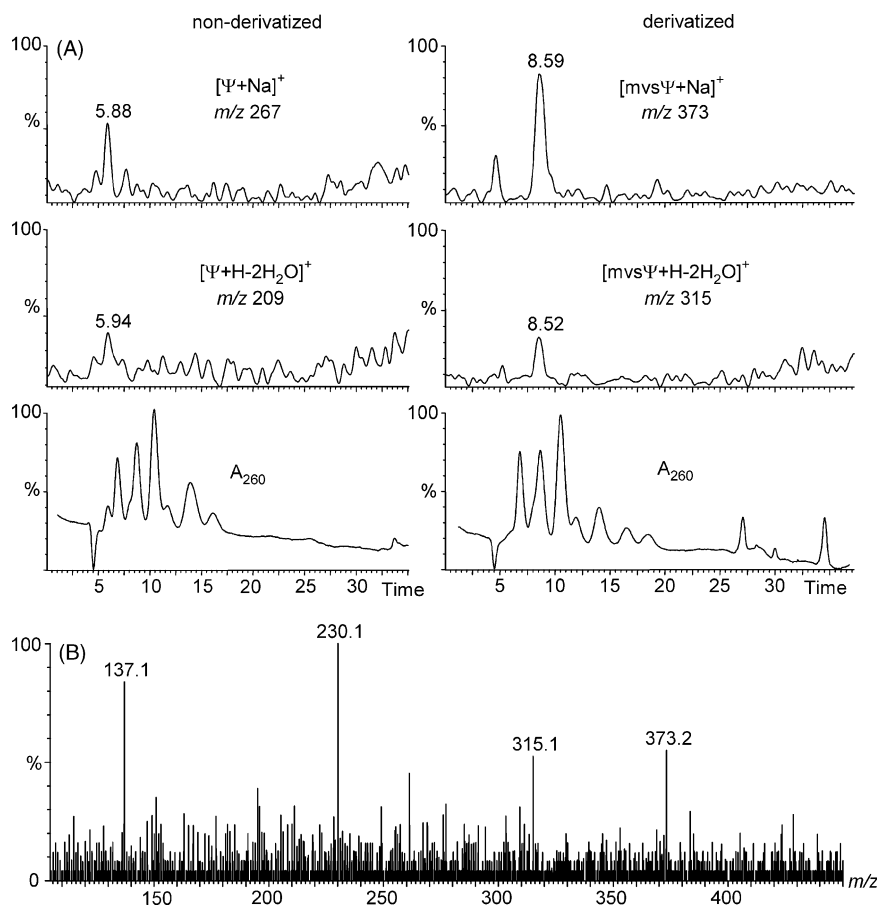 non-derivatized
derivatized
100
(A)
%
5.88
[Ψ+Na]⁺
m/z 267
100
%
8.59
[mvsΨ+Na]⁺
m/z 373
100
%
5.94
[Ψ+H-2H₂O]⁺
m/z 209
100
%
8.52
[mvsΨ+H-2H₂O]⁺
m/z 315
100
%
A₂₆₀
5 10 15 20 25 30 Time
100
%
A₂₆₀
5 10 15 20 25 30 Time
100
(B)
%
0
137.1
230.1
315.1
373.2
150 200 250 300 350 400 m/z